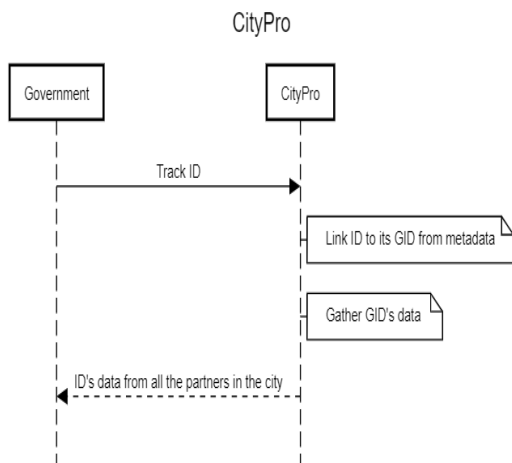 CityPro
Government
CityPro
Track ID
Link ID to its GID from metadata
Gather GID's data
ID's data from all the partners in the city